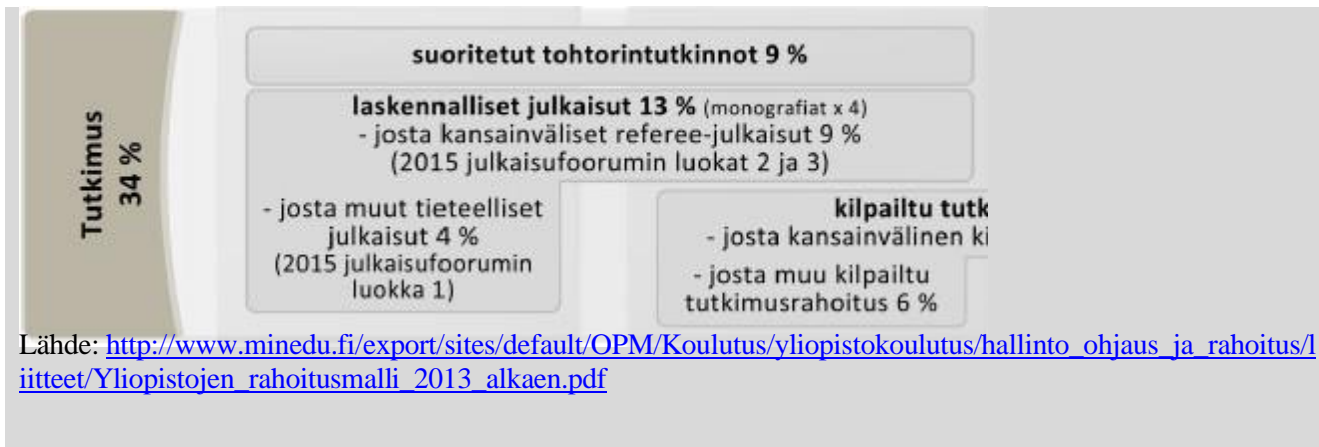 Tutkimus
34 %
suoritetut tohtorintutkinnot 9 %
laskennalliset julkaisut 13 % (monografiat x 4)
- josta kansainväliset referee-julkaisut 9 %
(2015 julkaisufoorumin luokat 2 ja 3)
- josta muut tieteelliset
julkaisut 4 %
(2015 julkaisufoorumin
luokka 1)
kilpailtu tutk
- josta kansainvälinen ki
- josta muu kilpailtu
tutkimusrahoitus 6 %
Lähde: http://www.minedu.fi/export/sites/default/OPM/Koulutus/yliopistokoulutus/hallinto_ohjaus_ja_rahoitus/l
iitteet/Yliopistojen_rahoitusmalli_2013_alkaen.pdf